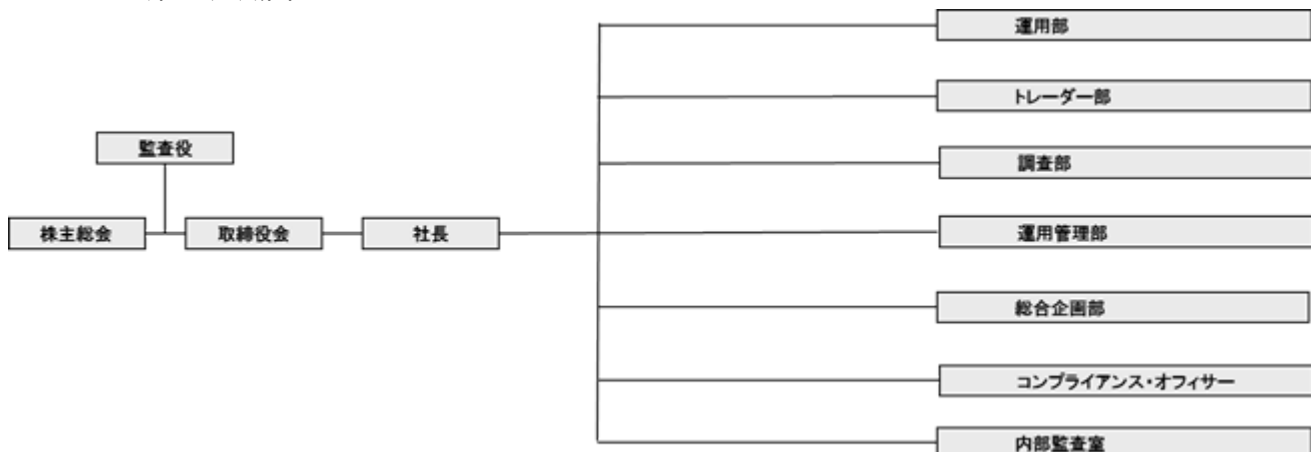 運用部
トレーダー部
監査役
調査部
株主総会
取締役会
社長
運用管理部
総合企画部
コンプライアンス・オフィサー
内部監査室